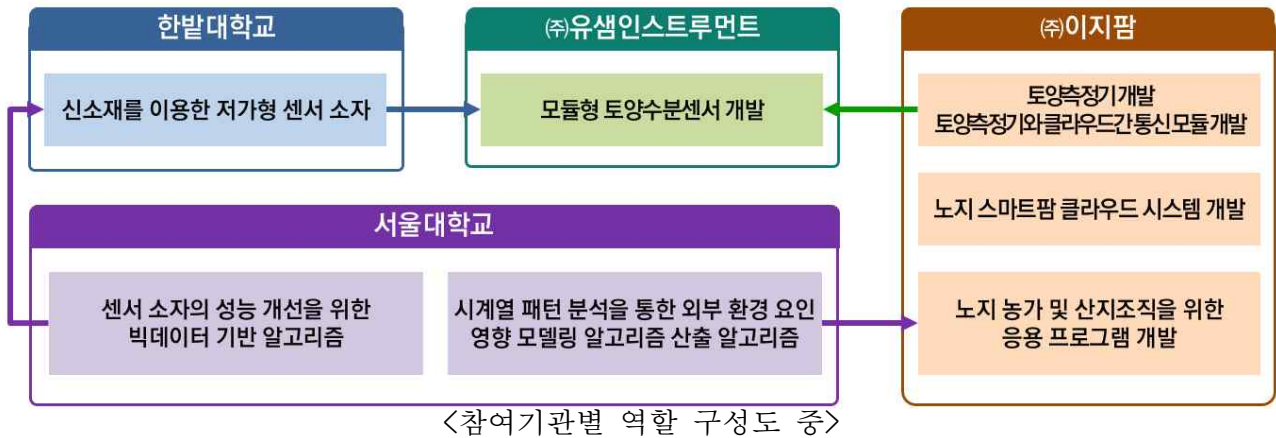 한밭대학교
신소재를 이용한 저가형 센서 소자
㈜유샘인스트루먼트
모듈형 토양수분센서 개발
㈜이지팜
토양측정기 개발
토양측정기와클라우드간통신모듈개발
노지 스마트팜 클라우드 시스템 개발
노지 농가 및 산지조직을 위한
응용 프로그램 개발
서울대학교
센서 소자의 성능 개선을 위한
빅데이터 기반 알고리즘
시계열 패턴 분석을 통한 외부 환경 요인
영향 모델링 알고리즘 산출 알고리즘
<참여기관별 역할 구성도 중>